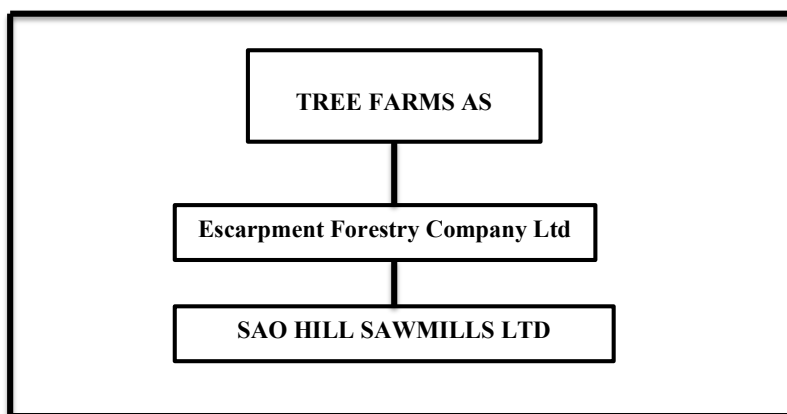 TREE FARMS AS
Escarpment Forestry Company Ltd
SAO HILL SAWMILLS LTD